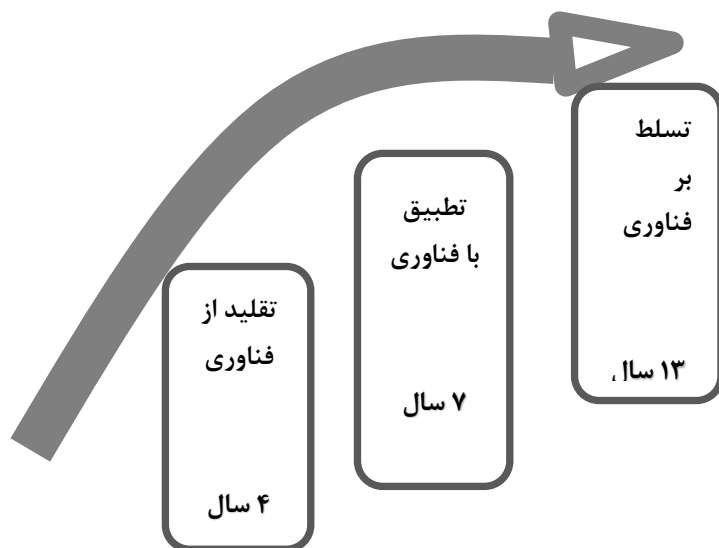 تسلط
بر
فناوری
۱۳ سال
تطبیق
با فناوری
۷ سال
تقلید از
فناوری
۴ سال